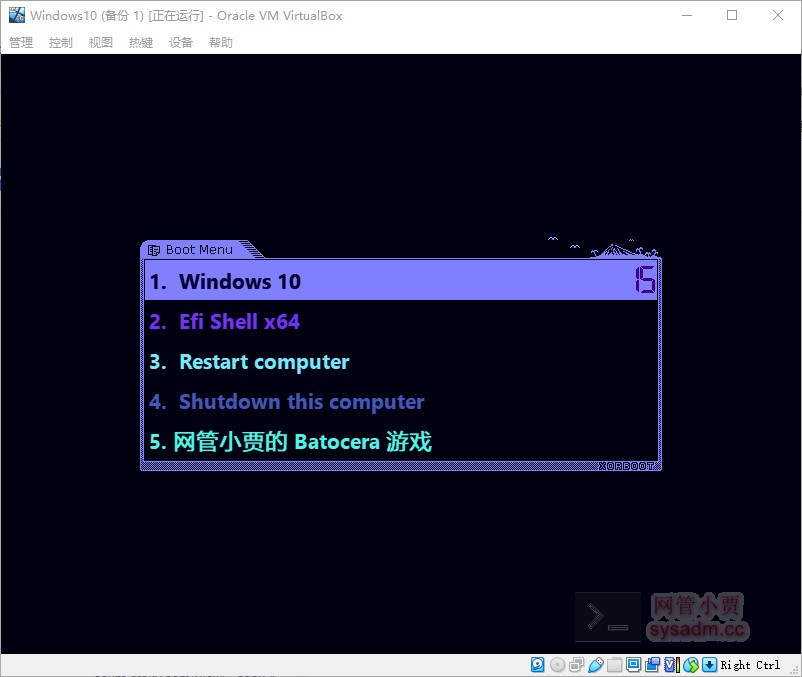 Windows10 (备份 1) [正在运行] - Oracle VM VirtualBox
管理 控制 视图 热键 设备 帮助
Boot Menu
1. Windows 10 15
2. Efi Shell x64
3. Restart computer
4. Shutdown this computer
5. 网管小贾的 Batocera 游戏
XORBOOT
>_ 网管小贾
sysadm.cc
Right Ctrl